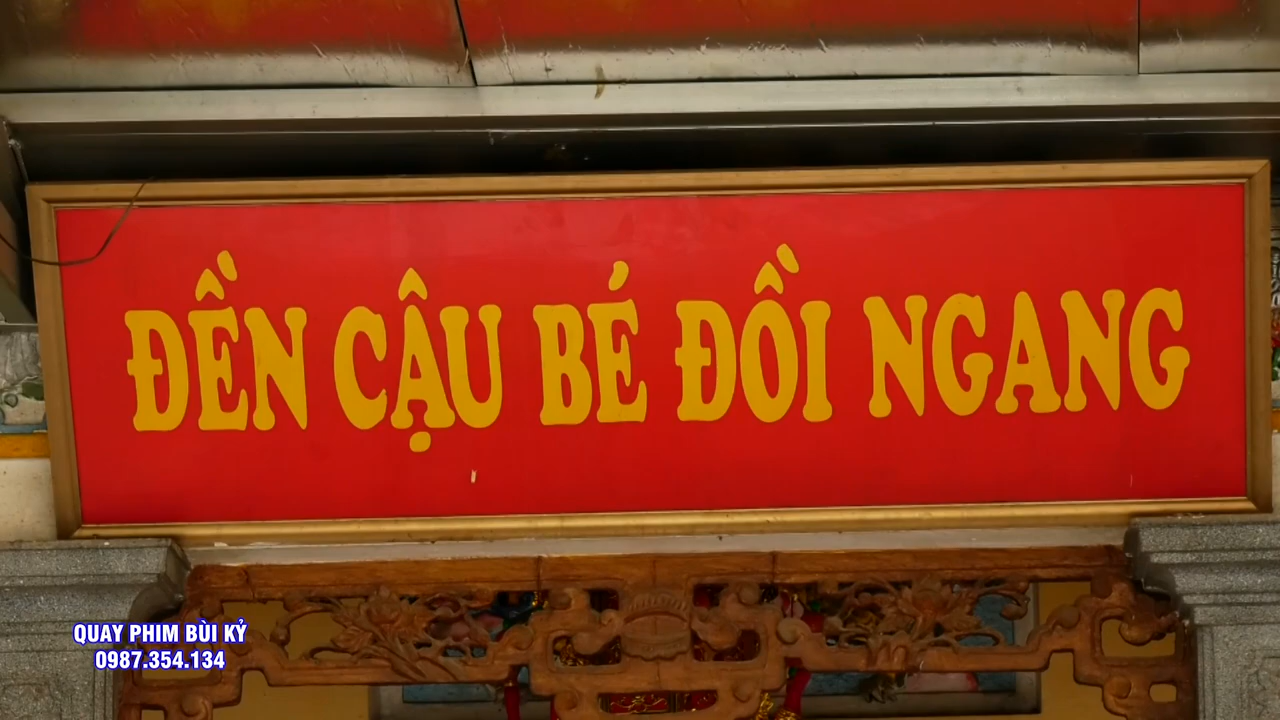 ĐỀN CẬU BÉ ĐỒI NGANG
QUAY PHIM BÙI KỶ
0987.354.134